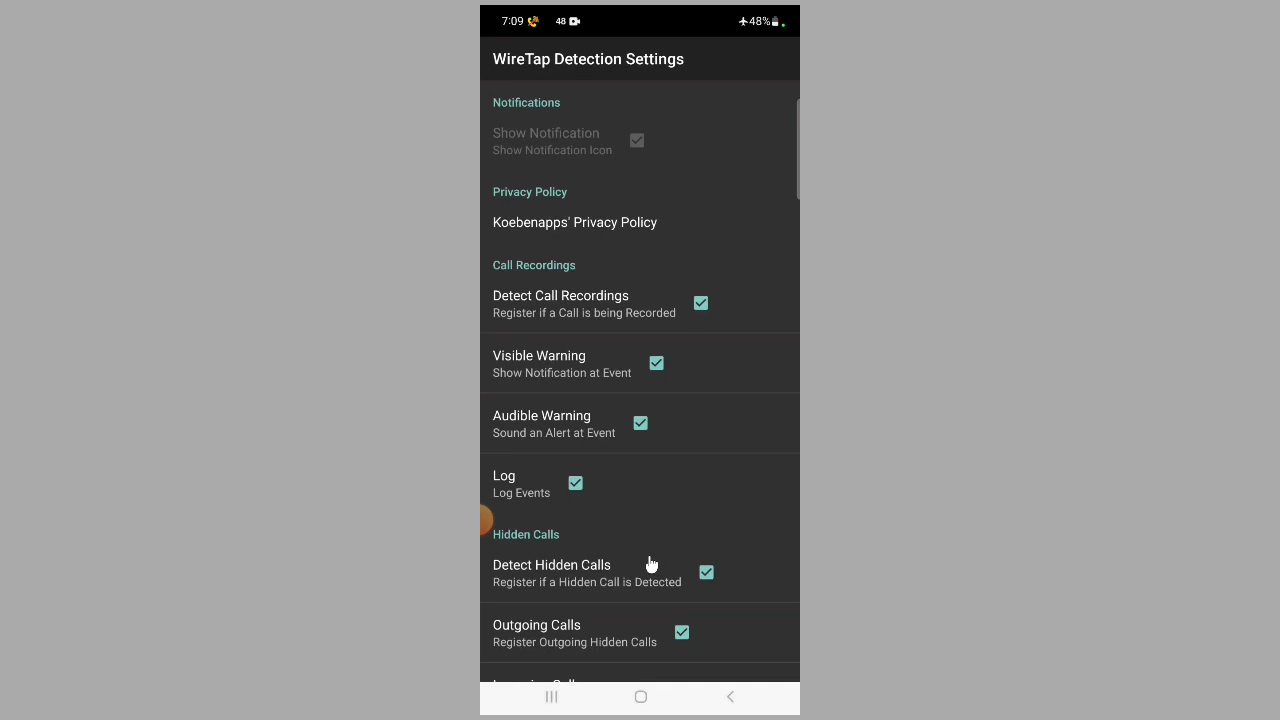 7:09 48 48%
WireTap Detection Settings
Notifications
Show Notification
Show Notification Icon
Privacy Policy
Koebenapps' Privacy Policy
Call Recordings
Detect Call Recordings
Register if a Call is being Recorded
Visible Warning
Show Notification at Event
Audible Warning
Sound an Alert at Event
Log
Log Events
Hidden Calls
Detect Hidden Calls
Register if a Hidden Call is Detected
Outgoing Calls
Register Outgoing Hidden Calls